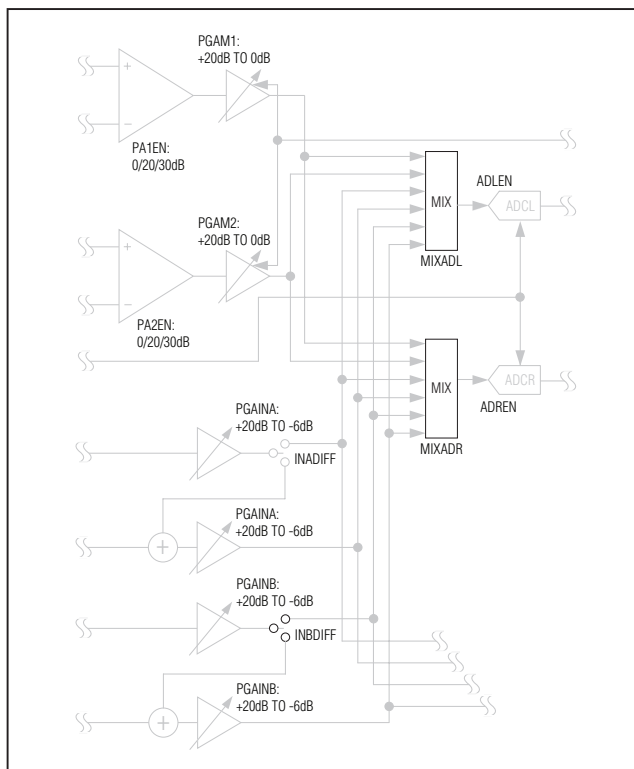 PGAM1:
+20dB TO 0dB
PA1EN:
0/20/30dB
PGAM2:
+20dB TO 0dB
PA2EN:
0/20/30dB
MIX
MIXADL
ADLEN
ADCL
MIX
MIXADR
ADCR
ADREN
PGAINA:
+20dB TO -6dB
INADIFF
PGAINA:
+20dB TO -6dB
PGAINB:
+20dB TO -6dB
INBDIFF
PGAINB:
+20dB TO -6dB